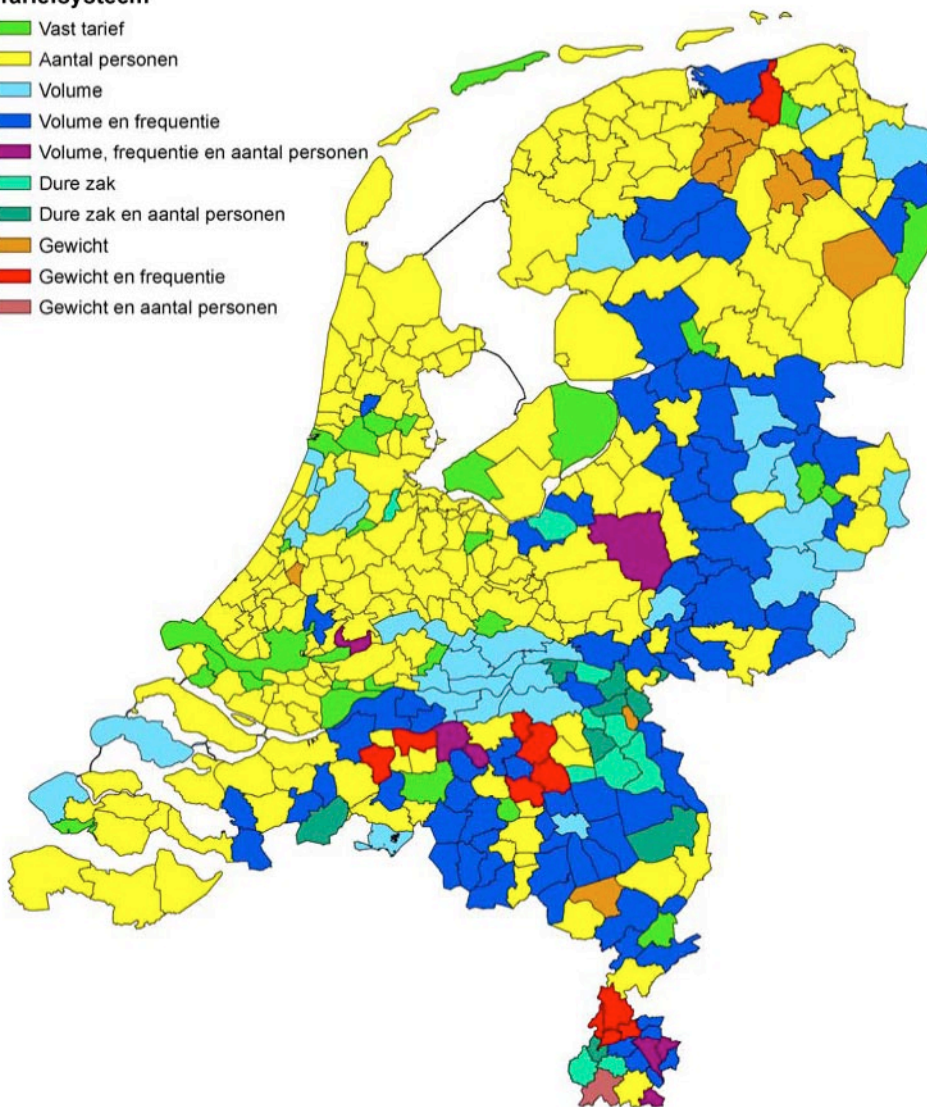 Tariefsysteem
Vast tarief
Aantal personen
Volume
Volume en frequentie
Volume, frequentie en aantal personen
Dure zak
Dure zak en aantal personen
Gewicht
Gewicht en frequentie
Gewicht en aantal personen